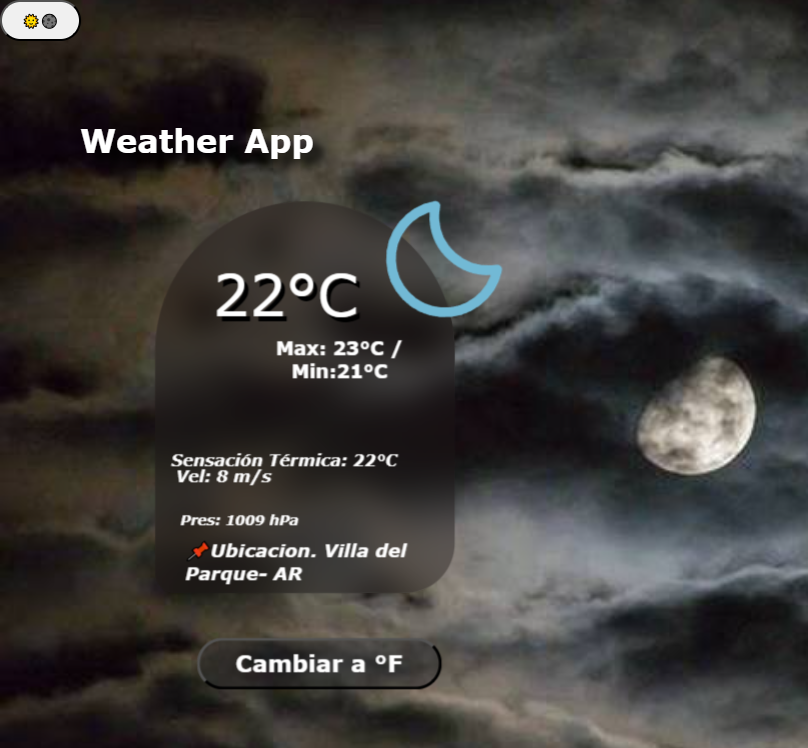 Weather App
22°C
Max: 23°C /
Min:21°C
Sensación Térmica: 22°C
Vel: 8 m/s
Pres: 1009 hPa
Ubicacion. Villa del
Parque- AR
Cambiar a °F